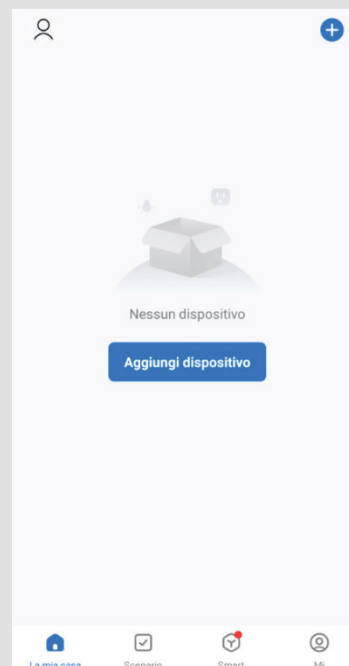 Nessun dispositivo
Aggiungi dispositivo
La mia casa
Scenario
Smart
Mi